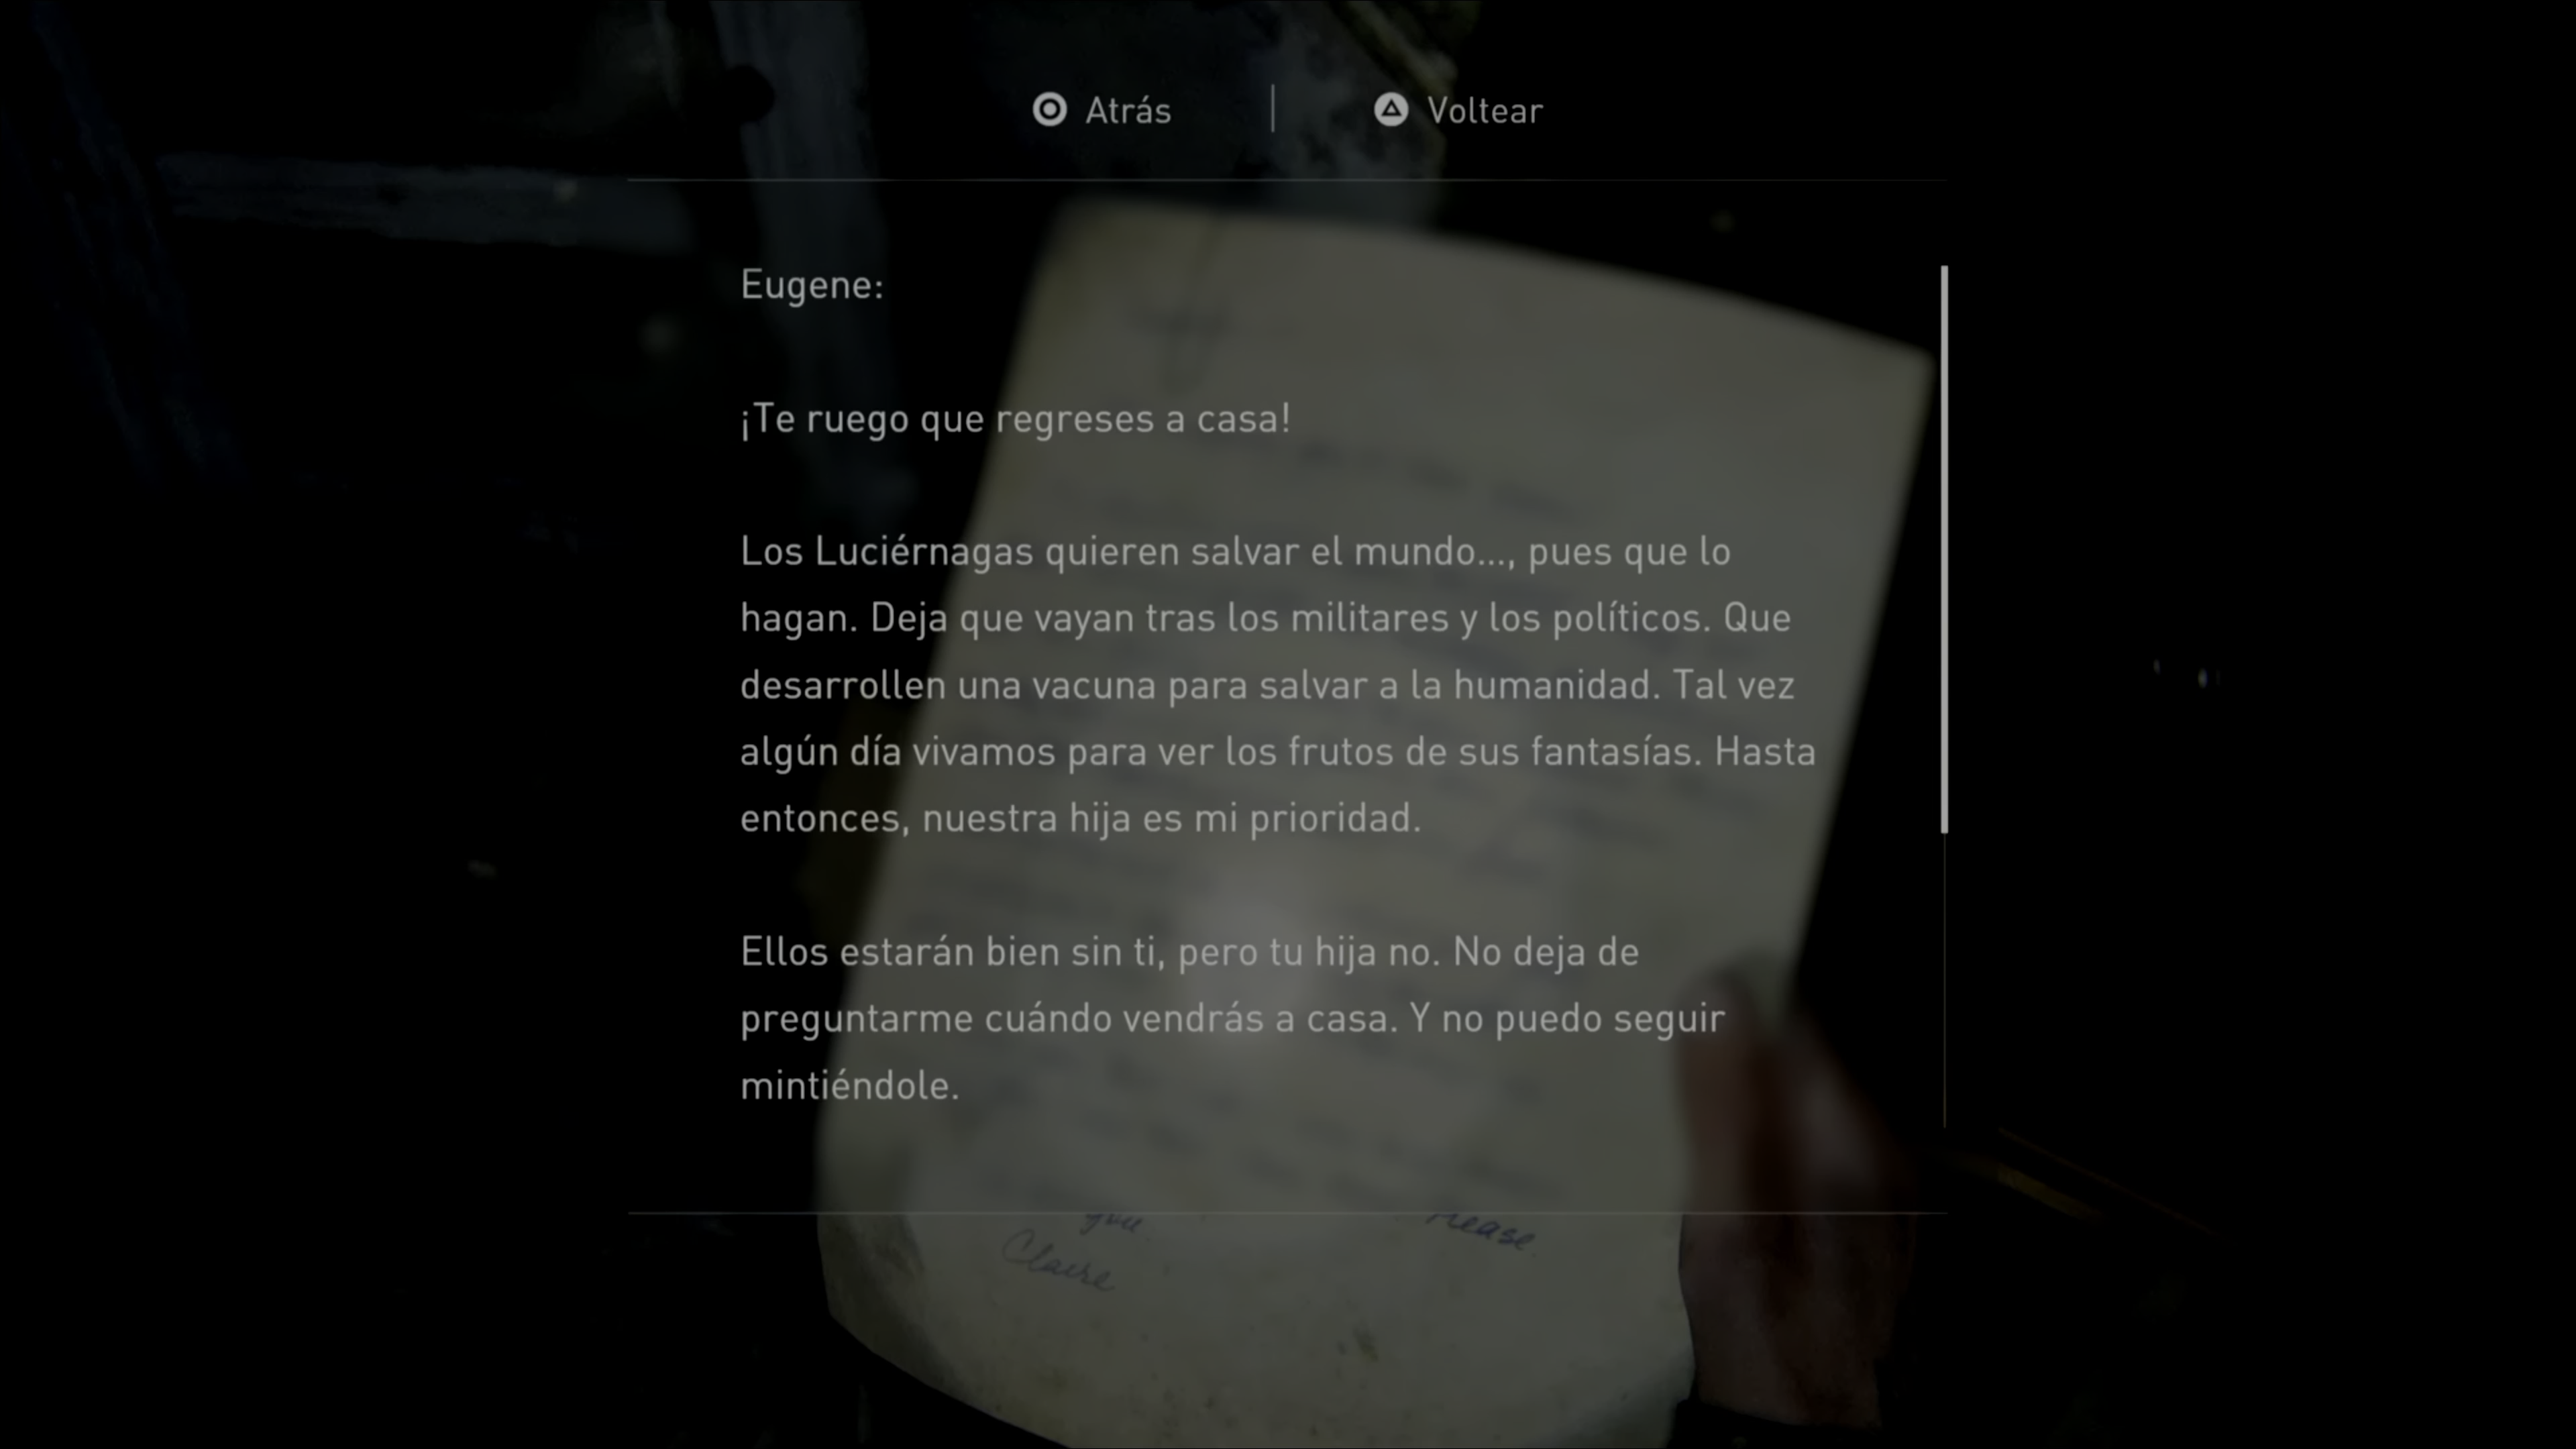 Atrás | Voltear
Eugene:
¡Te ruego que regreses a casa!
Los Luciérnagas quieren salvar el mundo..., pues que lo
hagan. Deja que vayan tras los militares y los políticos. Que
desarrollen una vacuna para salvar a la humanidad. Tal vez
algún día vivamos para ver los frutos de sus fantasías. Hasta
entonces, nuestra hija es mi prioridad.
Ellos estarán bien sin ti, pero tu hija no. No deja de
preguntarme cuándo vendrás a casa. Y no puedo seguir
mintiéndole.
Claire